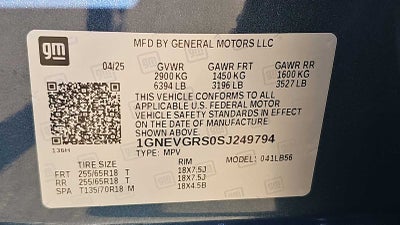 gm
MFD BY GENERAL MOTORS LLC
04/25 GVWR GAWR FRT GAWR RR
2900 KG 1450 KG 1600 KG
6394 LB 3196 LB 3527 LB
THIS VEHICLE CONFORMS TO ALL APPLICABLE
U.S. FEDERAL MOTOR
VEHICLE SAFETY STANDARDS
IN EFFECT ON THE DATE OF
MANUFACTURE SHOWN ABOVE.
1GNEVGRS0SJ249794
TYPE: MPV MODEL: 041LB56
136H
TIRE SIZE RIM
FRT 255/65R18 T 18X7.5J
RR 255/65R18 T 18X7.5J
SPA T135/70R18 M 18X4.5B